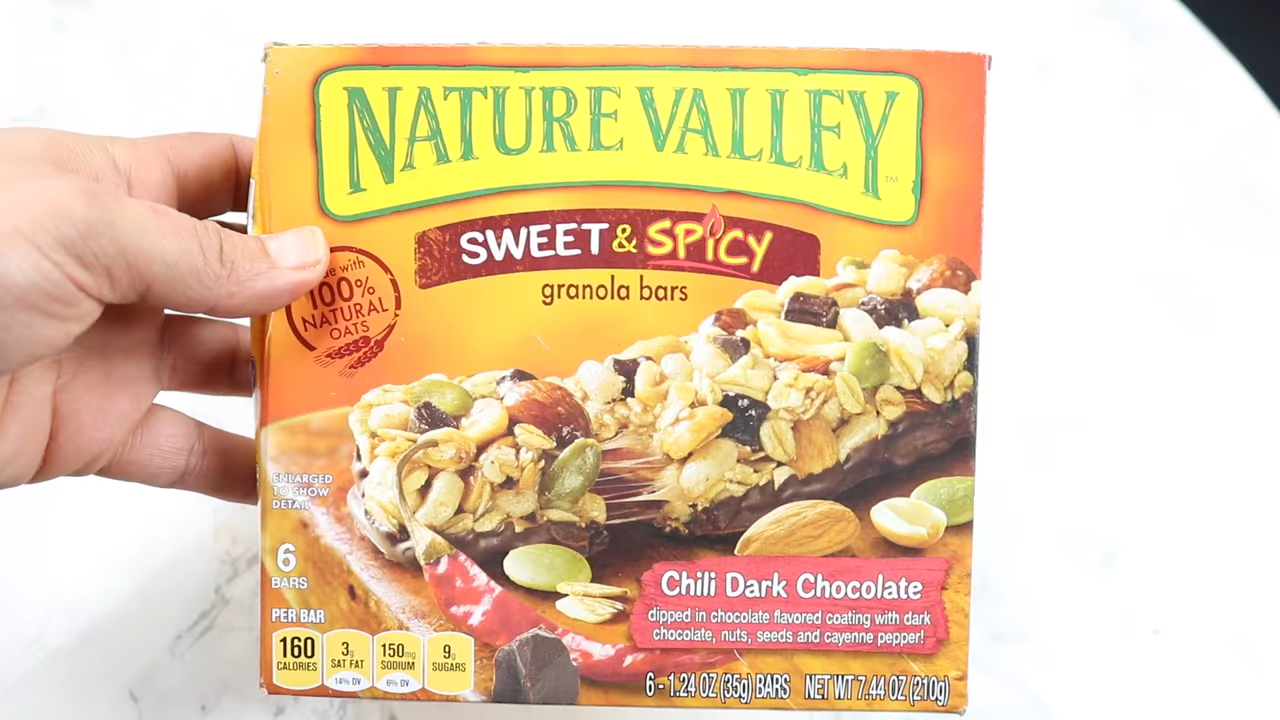 NATURE VALLEY™
SWEET & SPICY
granola bars
with
100%
NATURAL
OATS
ENLARGED
TO SHOW
DETAIL
6
BARS
PER BAR
160
CALORIES
3g
SAT FAT
14% DV
150mg
SODIUM
6% DV
9g
SUGARS
Chili Dark Chocolate
dipped in chocolate flavored coating with dark
chocolate, nuts, seeds and cayenne pepper!
6 - 1.24 OZ (35g) BARS NET WT 7.44 OZ (210g)